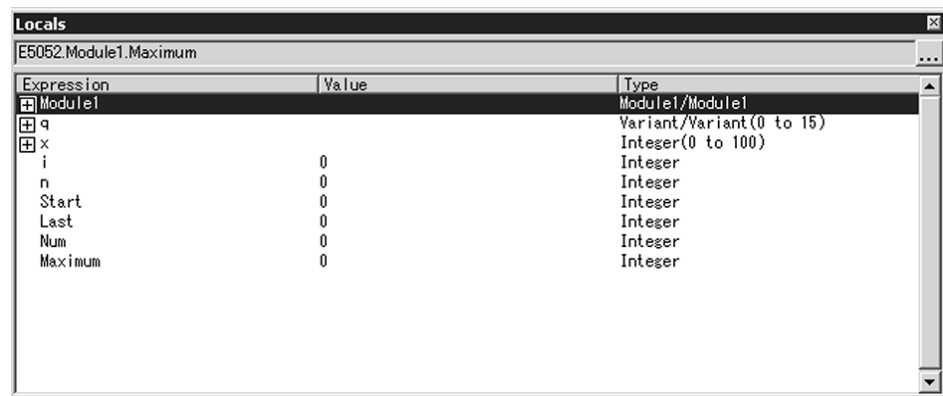 Locals
E5052.Module1.Maximum ...
Expression Value Type
Module1 Module1/Module1
q Variant/Variant(0 to 15)
x Integer(0 to 100)
i 0 Integer
n 0 Integer
Start 0 Integer
Last 0 Integer
Num 0 Integer
Maximum 0 Integer